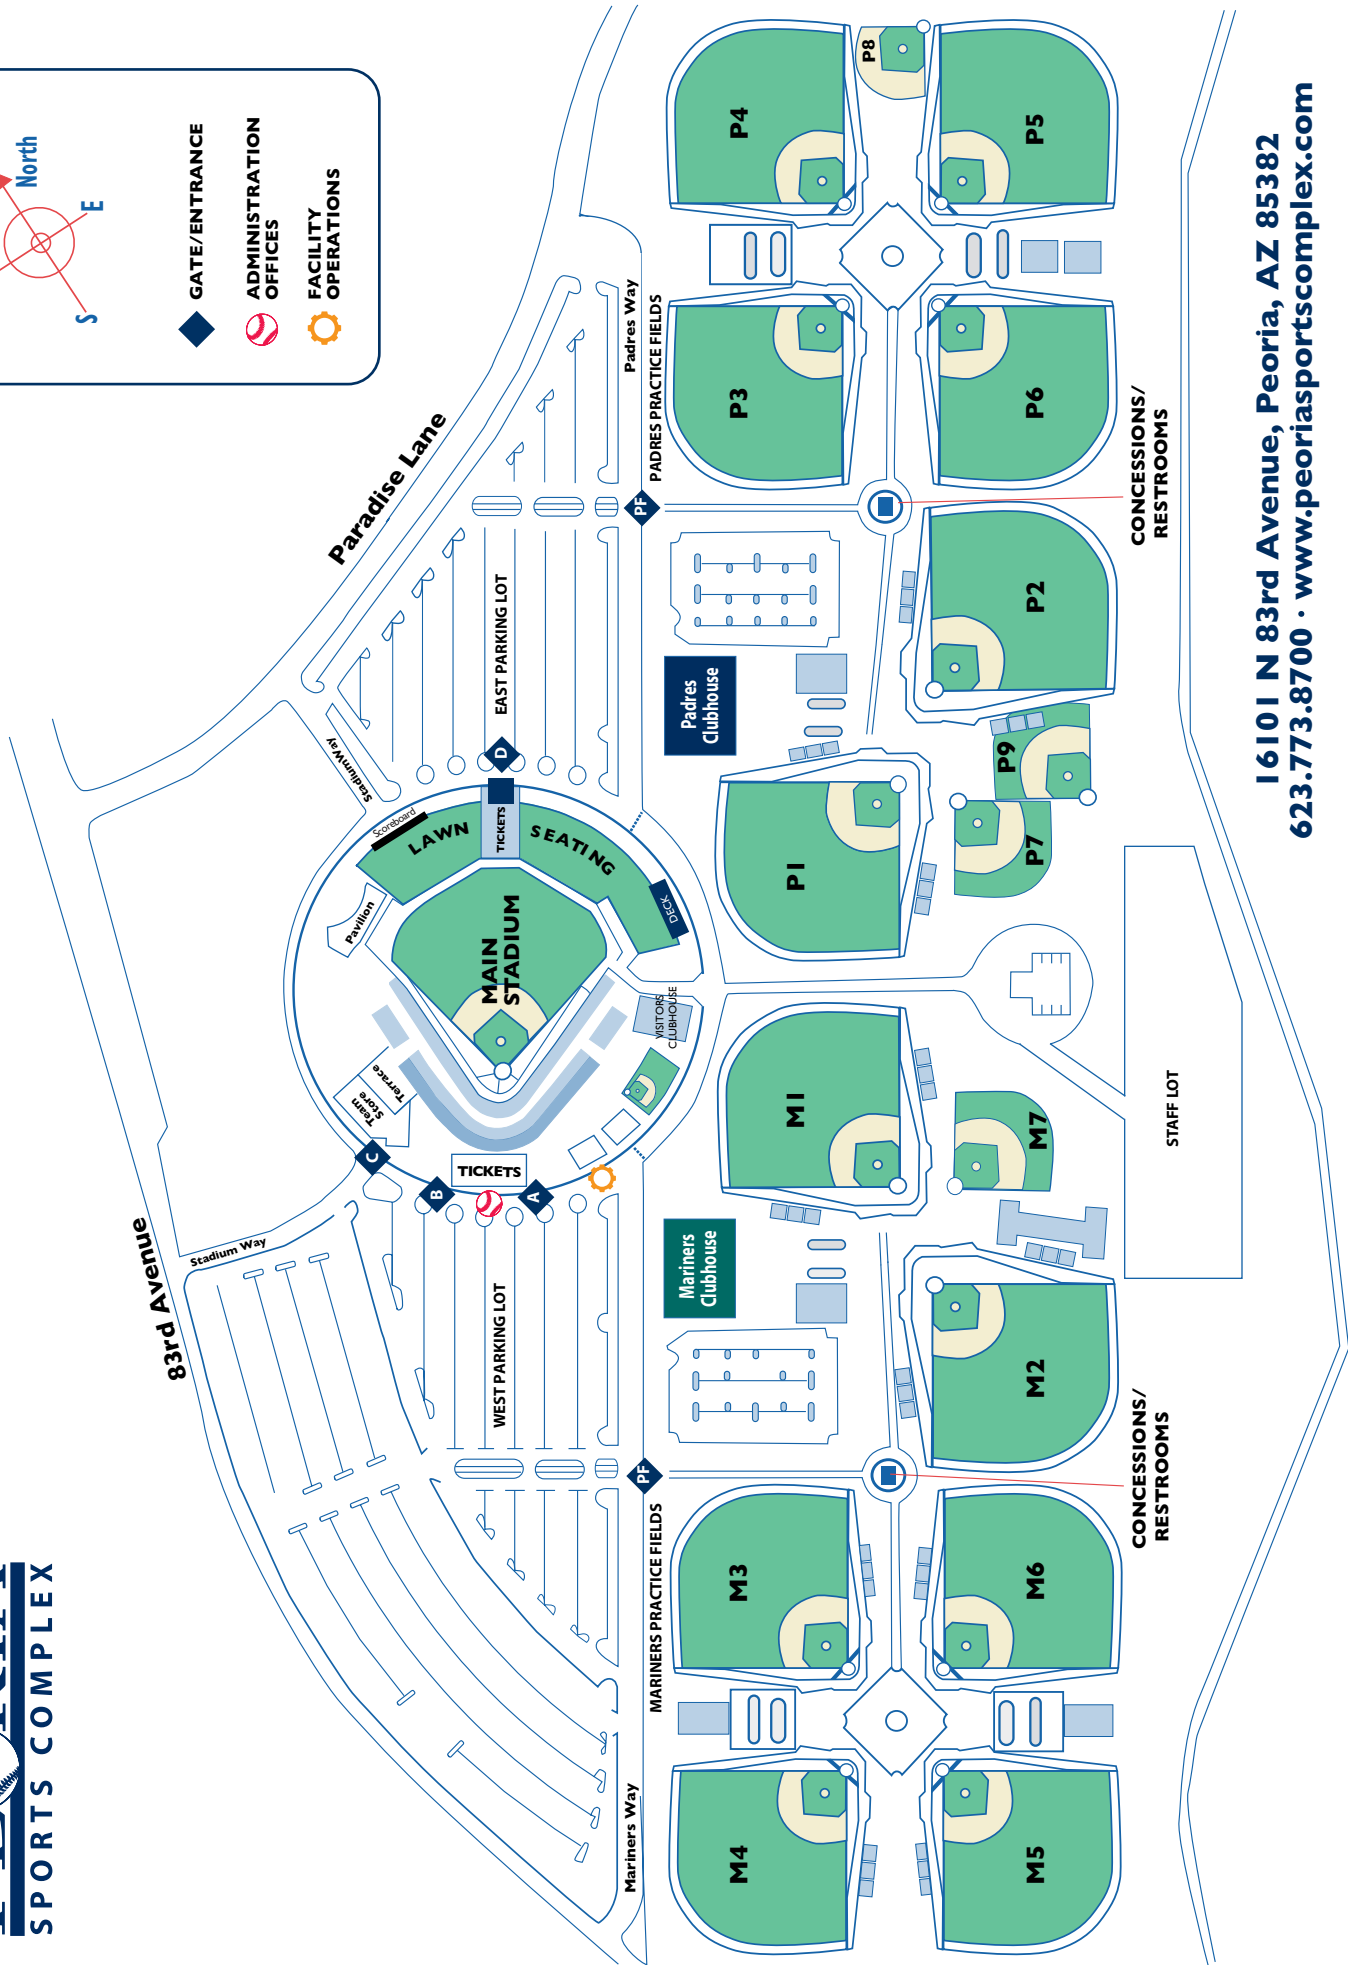 SPORTS COMPLEX
North
E
S
GATE/ENTRANCE
ADMINISTRATION
OFFICES
FACILITY
OPERATIONS
83rd Avenue
Paradise Lane
Stadium Way
StadiumWay
Scoreboard
LAWN
SEATING
TICKETS
D
Pavilion
DECK
MAIN
STADIUM
Team
Store
Terrace
C
B
TICKETS
A
VISITORS
CLUBHOUSE
WEST PARKING LOT
EAST PARKING LOT
Mariners Way
MARINERS PRACTICE FIELDS
PF
Padres Way
PADRES PRACTICE FIELDS
PF
Mariners
Clubhouse
Padres
Clubhouse
M4
M3
M1
P1
P3
P4
P8
M5
M6
M2
M7
P7
P9
P2
P6
P5
CONCESSIONS/
RESTROOMS
CONCESSIONS/
RESTROOMS
STAFF LOT
16101 N 83rd Avenue, Peoria, AZ 85382
623.773.8700 · www.peoriasportscomplex.com